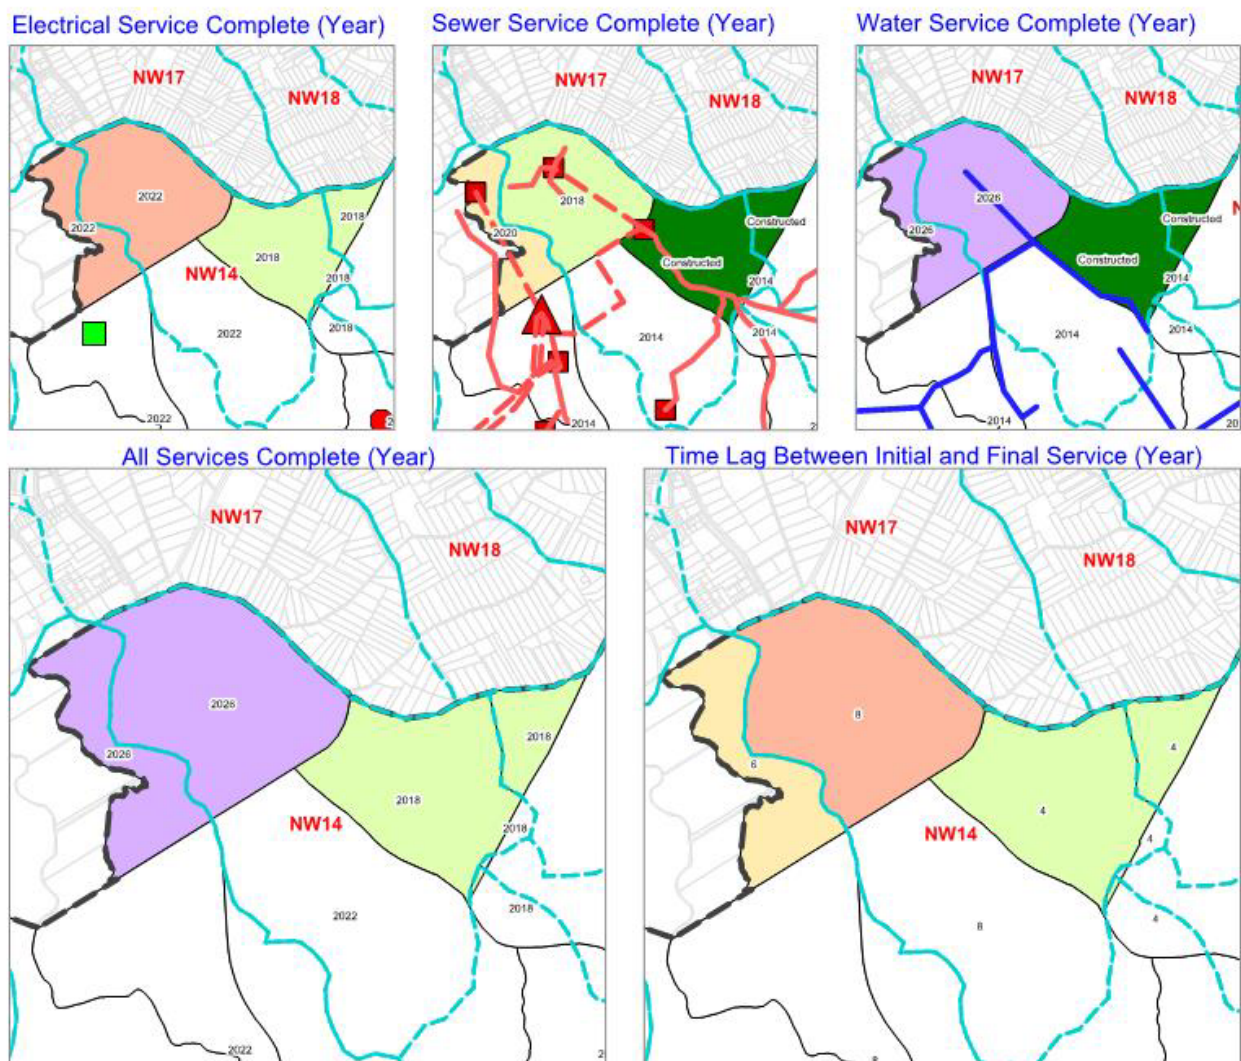 Electrical Service Complete (Year)
NW17
NW18
2022
2018
2022
2018
NW14
2018
2022
2018
2022
Sewer Service Complete (Year)
NW17
NW18
2018
Constructed
2020
Constructed
2014
2014
2014
2014
Water Service Complete (Year)
NW17
NW18
2026
Constructed
2026
Constructed
2014
2014
2014
2014
All Services Complete (Year)
NW17
NW18
2026
2018
2026
2018
NW14
2018
2018
2022
2022
Time Lag Between Initial and Final Service (Year)
NW17
NW18
8
4
6
4
NW14
4
4
8
8